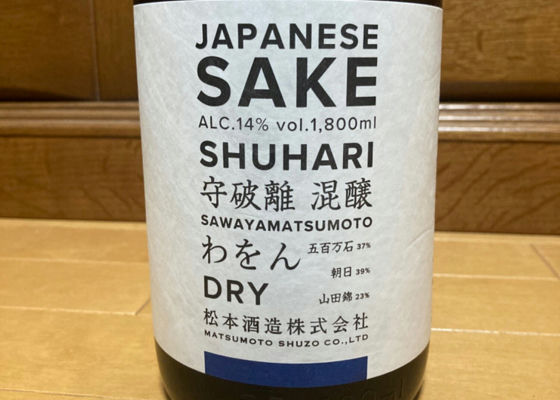 JAPANESE
SAKE
ALC.14% vol.1,800ml
SHUHARI
守破離 混醸
SAWAYAMATSUMOTO
わをん
五百万石 37%
朝日 39%
山田錦 23%
DRY
松本酒造株式会社
MATSUMOTO SHUZO CO.,LTD